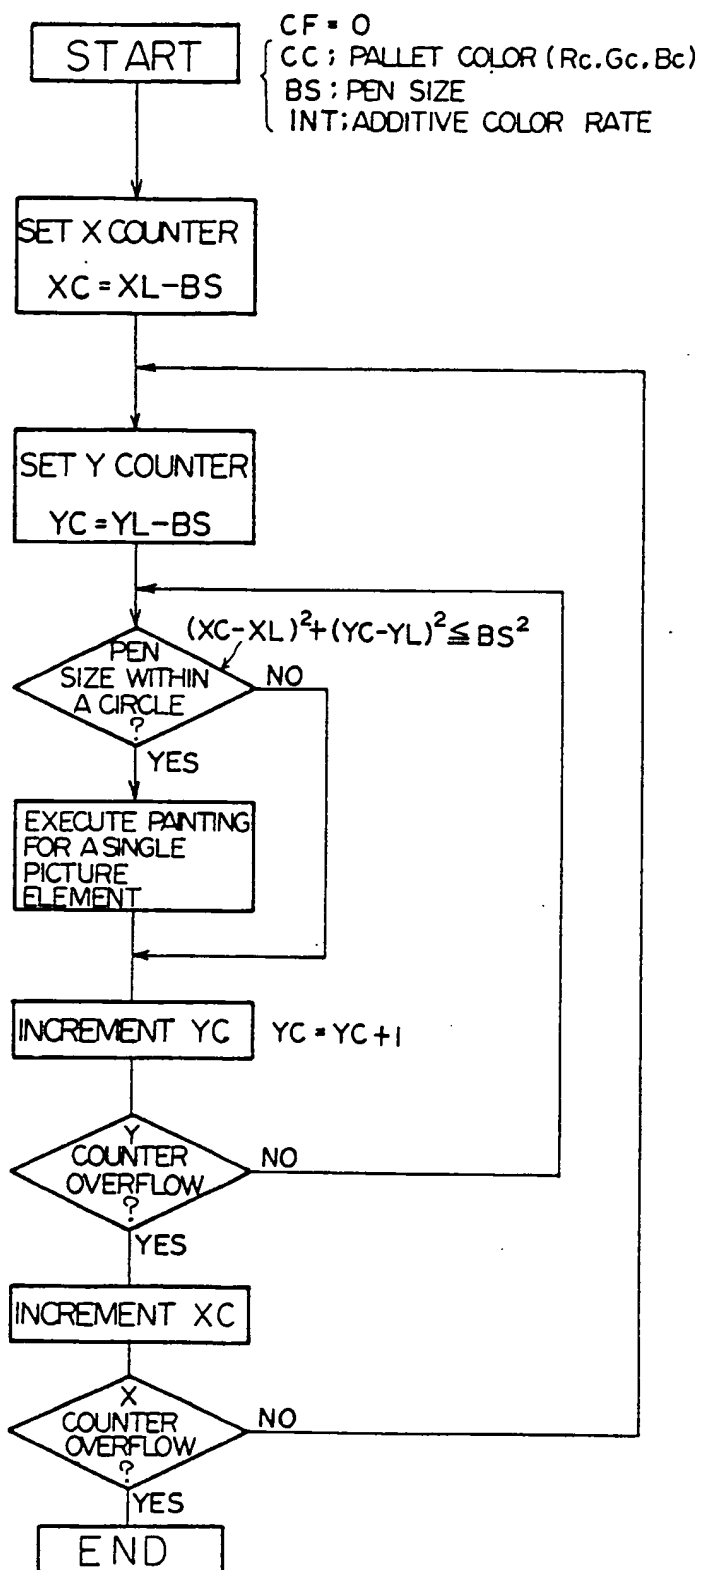 START
CF = 0
CC ; PALLET COLOR (Rc.Gc.Bc)
BS ; PEN SIZE
INT; ADDITIVE COLOR RATE
SET X COUNTER
XC = XL-BS
SET Y COUNTER
YC = YL-BS
(XC-XL)²+(YC-YL)²≦BS²
PEN
SIZE WITHIN
A CIRCLE
?
NO
YES
EXECUTE PAINTING
FOR A SINGLE
PICTURE
ELEMENT
INCREMENT YC
YC = YC +1
Y
COUNTER
OVERFLOW
?
NO
YES
INCREMENT XC
X
COUNTER
OVERFLOW
?
NO
YES
END